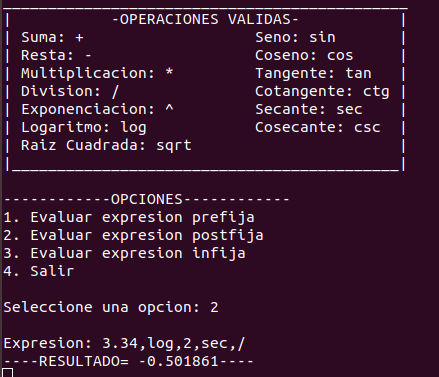 -OPERACIONES VALIDAS-
| Suma: + Seno: sin |
| Resta: - Coseno: cos |
| Multiplicacion: * Tangente: tan |
| Division: / Cotangente: ctg |
| Exponenciacion: ^ Secante: sec |
| Logaritmo: log Cosecante: csc |
| Raiz Cuadrada: sqrt |
------------OPCIONES------------
1. Evaluar expresion prefija
2. Evaluar expresion postfija
3. Evaluar expresion infija
4. Salir
Seleccione una opcion: 2
Expresion: 3.34,log,2,sec,/
----RESULTADO= -0.501861----